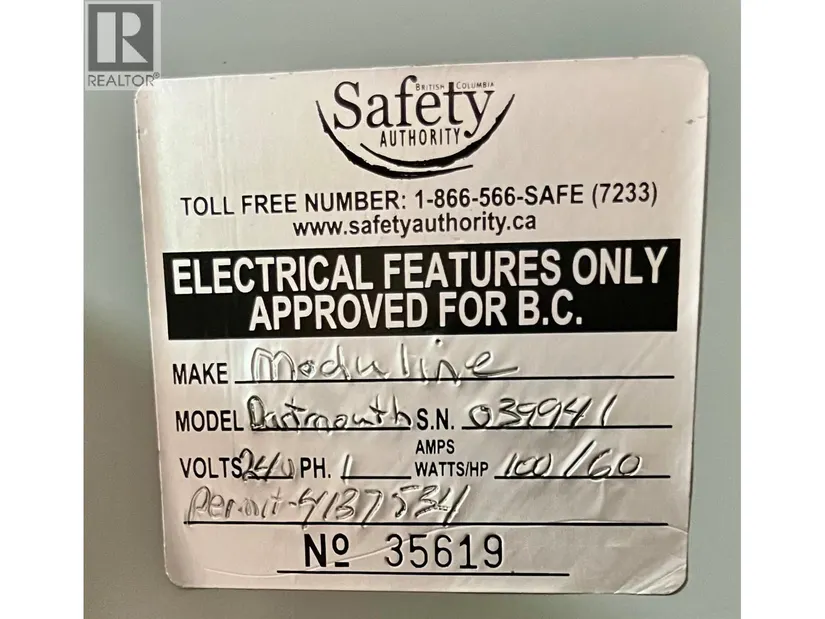 REALTOR®
BRITISH COLUMBIA
Safety
AUTHORITY
TOLL FREE NUMBER: 1-866-566-SAFE (7233)
www.safetyauthority.ca
ELECTRICAL FEATURES ONLY
APPROVED FOR B.C.
MAKE Moduline
MODEL Dartmouth S.N. 039941
VOLTS 240 PH. 1 AMPS WATTS/HP 100/60
Permit-4137534
Nº 35619